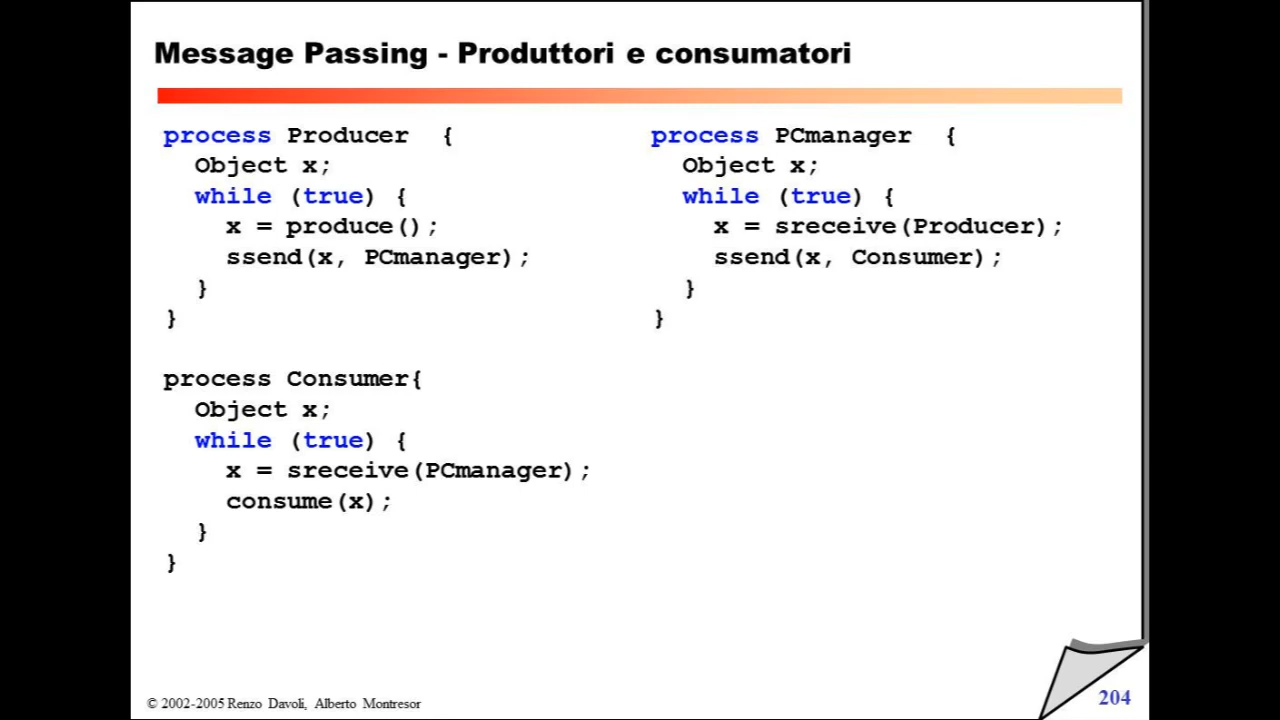 Message Passing - Produttori e consumatori
process Producer  {
  Object x;
  while (true) {
    x = produce();
    ssend(x, PCmanager);
  }
}
process PCmanager  {
  Object x;
  while (true) {
    x = sreceive(Producer);
    ssend(x, Consumer);
  }
}
process Consumer{
  Object x;
  while (true) {
    x = sreceive(PCmanager);
    consume(x);
  }
}
© 2002-2005 Renzo Davoli, Alberto Montresor
204